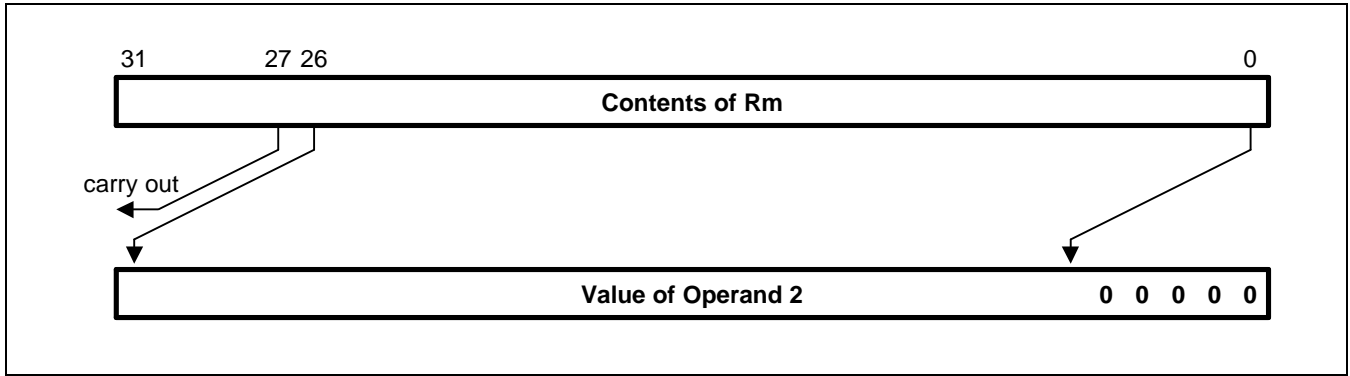 31 27 26 0
Contents of Rm
carry out
Value of Operand 2 0 0 0 0 0